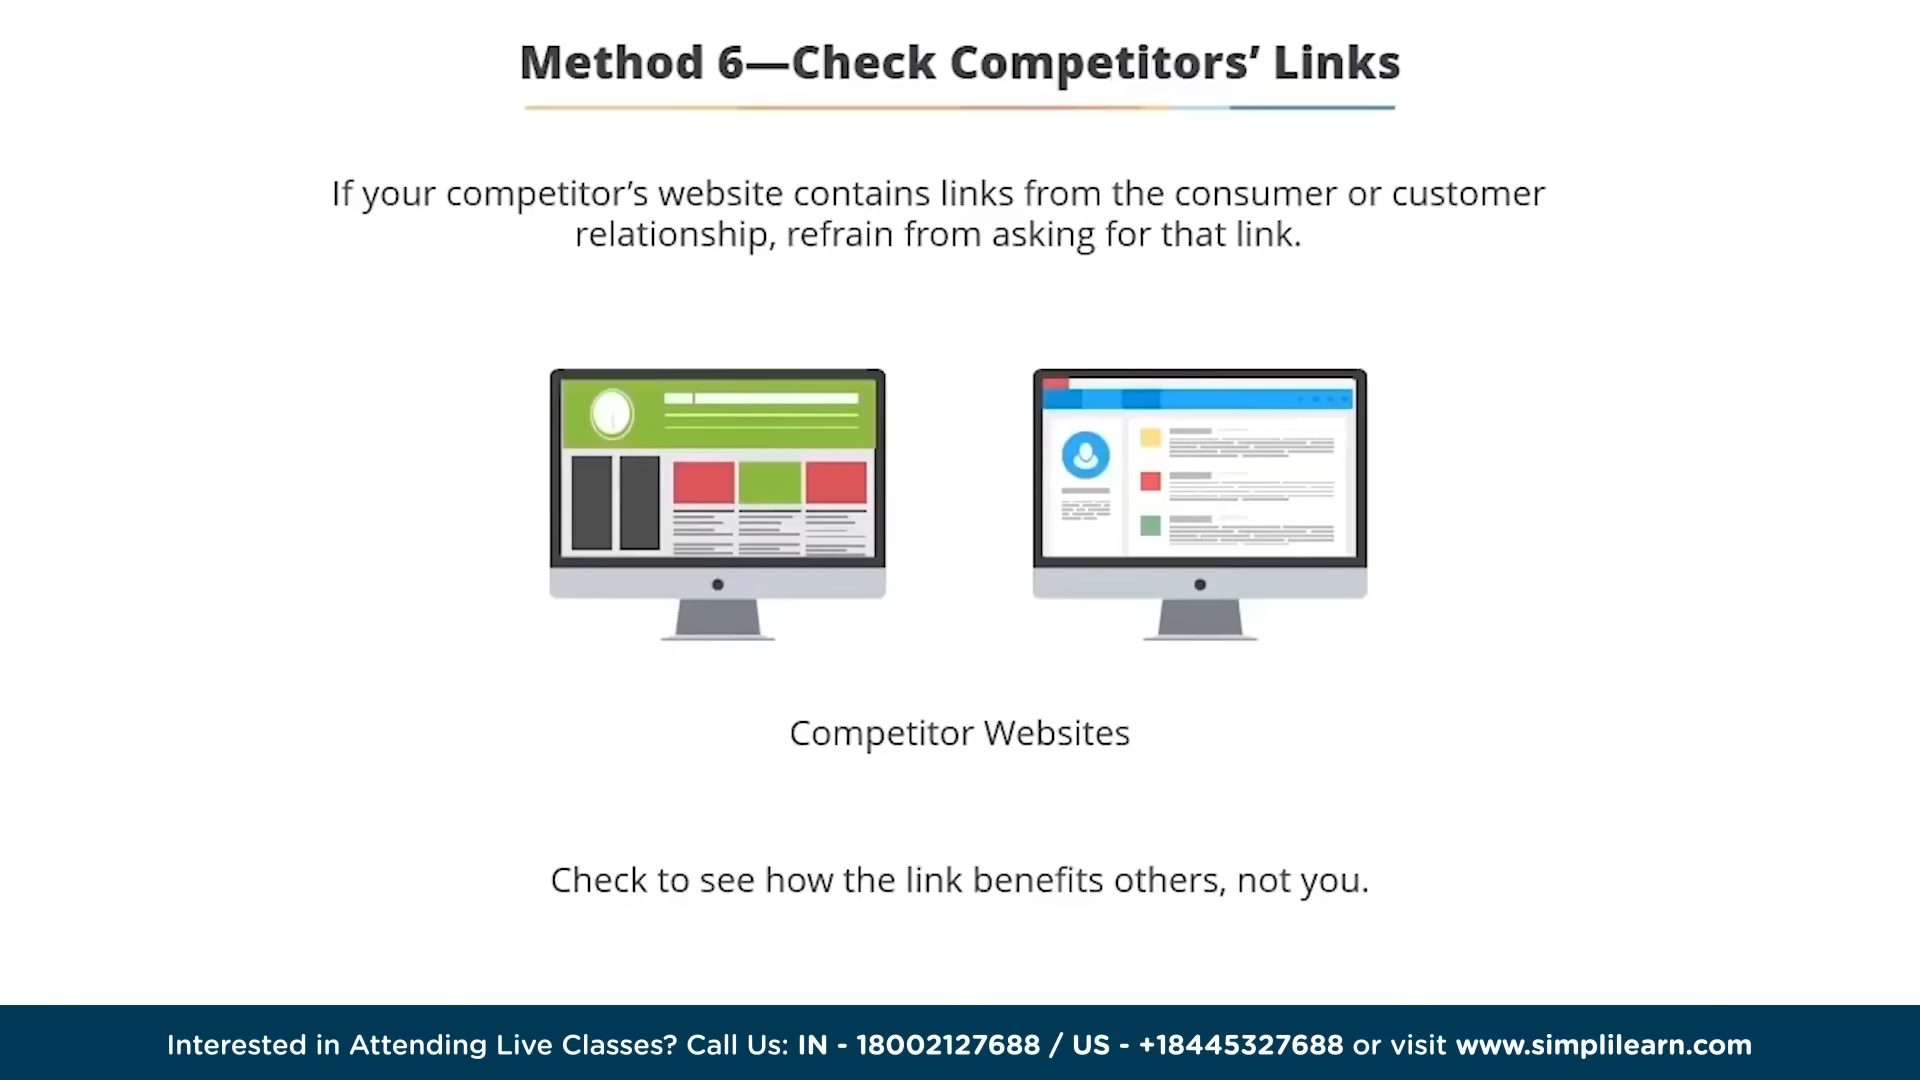 Method 6—Check Competitors’ Links
If your competitor’s website contains links from the consumer or customer
relationship, refrain from asking for that link.
Competitor Websites
Check to see how the link benefits others, not you.
Interested in Attending Live Classes? Call Us: IN - 18002127688 / US - +18445327688 or visit www.simplilearn.com